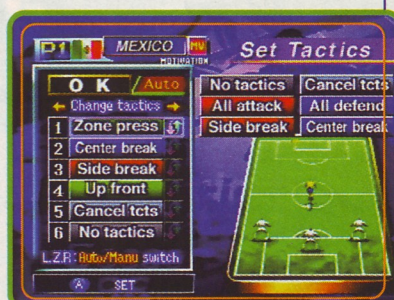 P1 MEXICO MV
MOTIVATION
Set Tactics
OK /Auto
Change tactics
1 Zone press
2 Center break
3 Side break
4 Up front
5 Cancel tcts
6 No tactics
L.Z.R:Auto/Manu switch
A SET
No tactics Cancel tcts
All attack All defend
Side break Center break